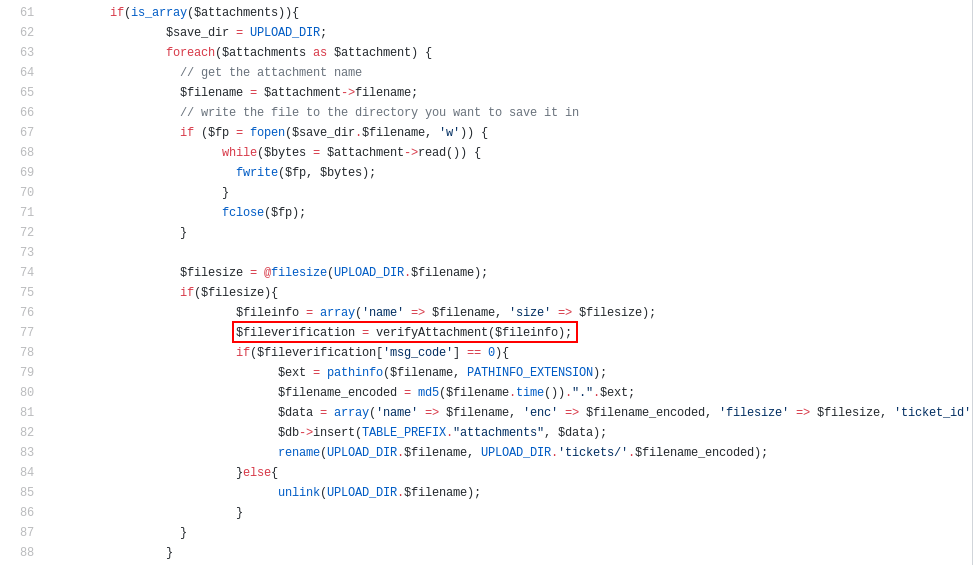 61 if(is_array($attachments)){
62 $save_dir = UPLOAD_DIR;
63 foreach($attachments as $attachment) {
64 // get the attachment name
65 $filename = $attachment->filename;
66 // write the file to the directory you want to save it in
67 if ($fp = fopen($save_dir.$filename, 'w')) {
68 while($bytes = $attachment->read()) {
69 fwrite($fp, $bytes);
70 }
71 fclose($fp);
72 }
73
74 $filesize = @filesize(UPLOAD_DIR.$filename);
75 if($filesize){
76 $fileinfo = array('name' => $filename, 'size' => $filesize);
77 $fileverification = verifyAttachment($fileinfo);
78 if($fileverification['msg_code'] == 0){
79 $ext = pathinfo($filename, PATHINFO_EXTENSION);
80 $filename_encoded = md5($filename.time()).".".$ext;
81 $data = array('name' => $filename, 'enc' => $filename_encoded, 'filesize' => $filesize, 'ticket_id'
82 $db->insert(TABLE_PREFIX."attachments", $data);
83 rename(UPLOAD_DIR.$filename, UPLOAD_DIR.'tickets/'.$filename_encoded);
84 }else{
85 unlink(UPLOAD_DIR.$filename);
86 }
87 }
88 }